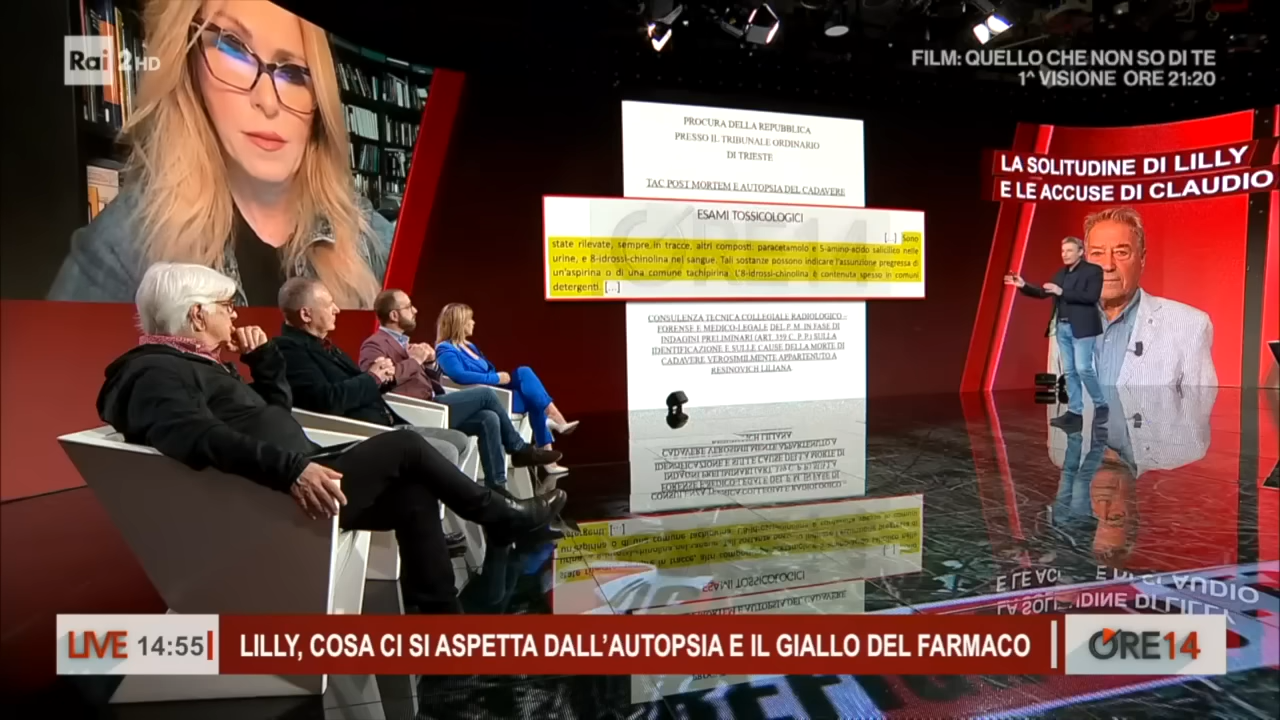 Rai 2 HD
FILM: QUELLO CHE NON SO DI TE
1^ VISIONE ORE 21:20
PROCURA DELLA REPUBBLICA
PRESSO IL TRIBUNALE ORDINARIO
DI TRIESTE
TAC POST MORTEM E AUTOPSIA DEL CADAVERE
ESAMI TOSSICOLOGICI
[...] Sono
state rilevate, sempre in tracce, altri composti: paracetamolo e 5-amino-acido salicilico nelle
urine, e 8-idrossi-chinolina nel sangue. Tali sostanze possono indicare l'assunzione pregressa di
un'aspirina o di una comune tachipirina. L'8-idrossi-chinolina è contenuta spesso in comuni
detergenti. [...]
CONSULENZA TECNICA COLLEGIALE RADIOLOGICO –
FORENSE E MEDICO-LEGALE DEL P. M. IN FASE DI
INDAGINI PRELIMINARI (ART. 359 C. P. P.) SULLA
IDENTIFICAZIONE E SULLE CAUSE DELLA MORTE DI
CADAVERE VEROSIMILMENTE APPARTENUTO A
RESINOVICH LILIANA
LA SOLITUDINE DI LILLY
E LE ACCUSE DI CLAUDIO
LIVE 14:55
LILLY, COSA CI SI ASPETTA DALL'AUTOPSIA E IL GIALLO DEL FARMACO
ORE14